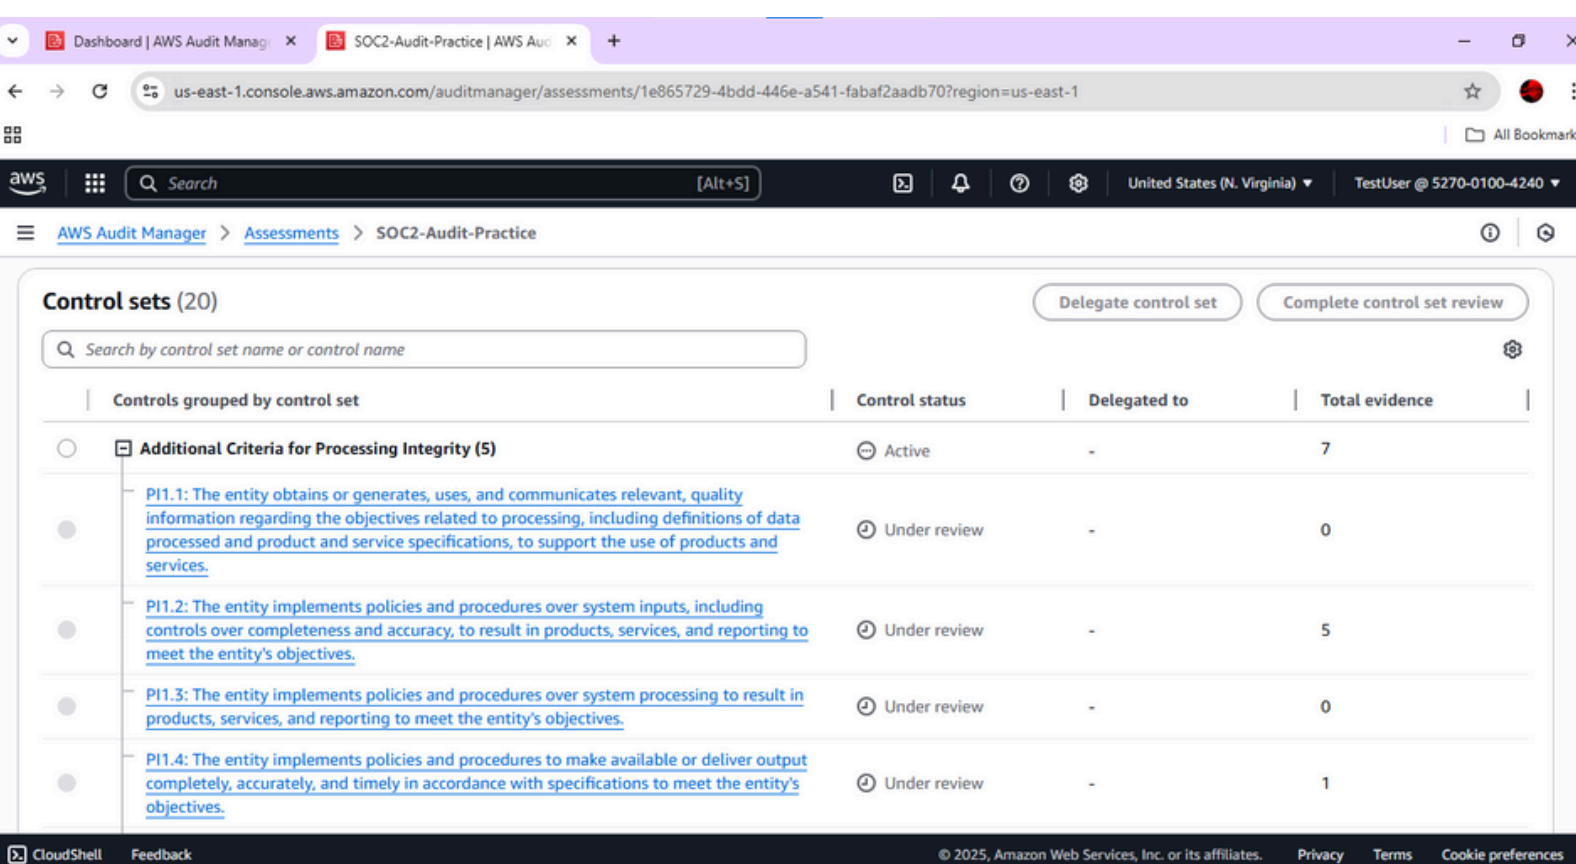 Dashboard | AWS Audit Manag
SOC2-Audit-Practice | AWS Aud
us-east-1.console.aws.amazon.com/auditmanager/assessments/1e865729-4bdd-446e-a541-fabaf2aadb70?region=us-east-1
All Bookmark
aws
Search
[Alt+S]
United States (N. Virginia)
TestUser @ 5270-0100-4240
AWS Audit Manager > Assessments > SOC2-Audit-Practice
Control sets (20)
Delegate control set
Complete control set review
Search by control set name or control name
Controls grouped by control set
Control status
Delegated to
Total evidence
Additional Criteria for Processing Integrity (5)
Active
-
7
PI1.1: The entity obtains or generates, uses, and communicates relevant, quality
information regarding the objectives related to processing, including definitions of data
processed and product and service specifications, to support the use of products and
services.
Under review
-
0
PI1.2: The entity implements policies and procedures over system inputs, including
controls over completeness and accuracy, to result in products, services, and reporting to
meet the entity's objectives.
Under review
-
5
PI1.3: The entity implements policies and procedures over system processing to result in
products, services, and reporting to meet the entity's objectives.
Under review
-
0
PI1.4: The entity implements policies and procedures to make available or deliver output
completely, accurately, and timely in accordance with specifications to meet the entity's
objectives.
Under review
-
1
CloudShell
Feedback
© 2025, Amazon Web Services, Inc. or its affiliates.
Privacy
Terms
Cookie preferences